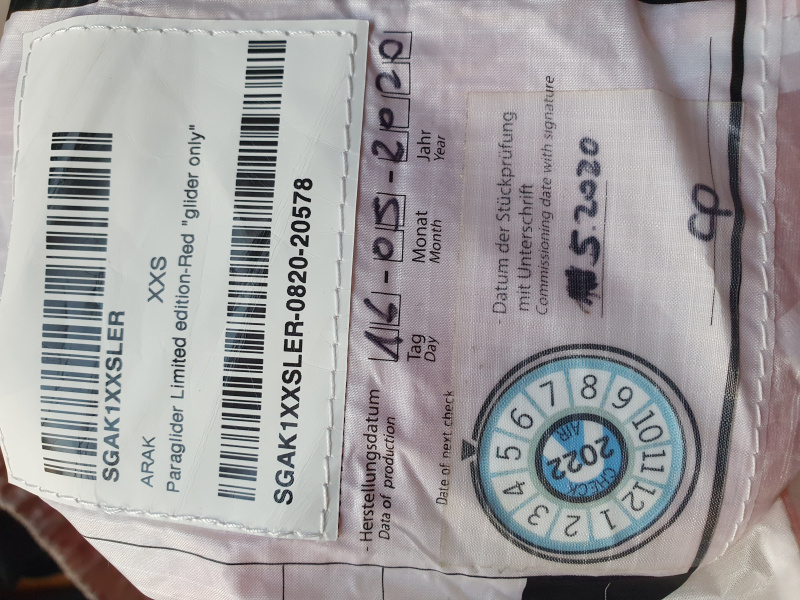 SGAK1XXSLER
ARAK
XXS
Paraglider Limited edition-Red "glider only"
SGAK1XXSLER-0820-20578
- Herstellungsdatum
Data of production
16-05-2020
Tag Monat Jahr
Day Month Year
Date of next check
1 2 3 4 5 6 7 8 9 10 11 12
AIR
2022
CHECK
- Datum der Stückprüfung
mit Unterschrift
Commissioning date with signature
5.2020
CP